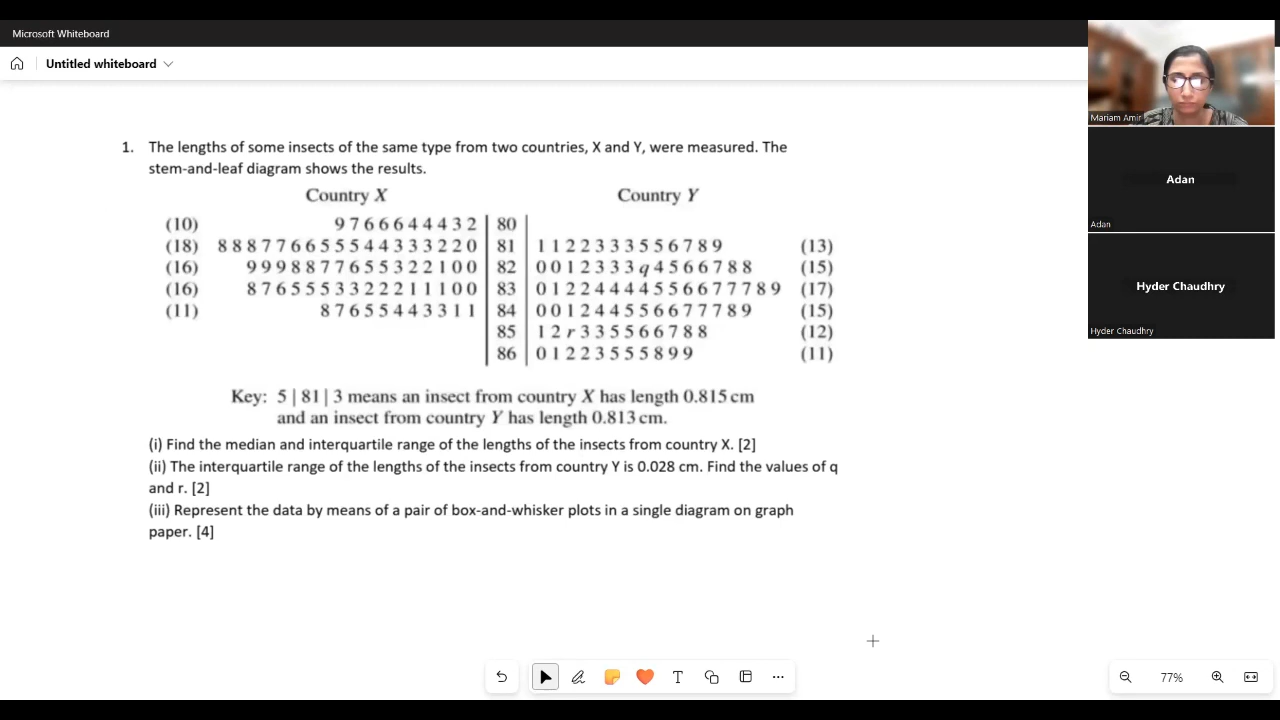 Microsoft Whiteboard
Untitled whiteboard
1. The lengths of some insects of the same type from two countries, X and Y, were measured. The
stem-and-leaf diagram shows the results.
Country X Country Y
(10) 9 7 6 6 6 4 4 4 3 2 | 80 |
(18) 8 8 8 7 7 6 6 5 5 5 4 4 3 3 3 2 2 0 | 81 | 1 1 2 2 3 3 3 5 5 6 7 8 9 (13)
(16) 9 9 9 8 8 7 7 6 5 5 3 2 2 1 0 0 | 82 | 0 0 1 2 3 3 3 q 4 5 6 6 7 8 8 (15)
(16) 8 7 6 5 5 5 3 3 2 2 2 1 1 1 0 0 | 83 | 0 1 2 2 4 4 4 4 5 5 6 6 7 7 7 8 9 (17)
(11) 8 7 6 5 5 4 4 3 3 1 1 | 84 | 0 0 1 2 4 4 5 5 6 6 7 7 7 8 9 (15)
| 85 | 1 2 r 3 3 5 5 6 6 7 8 8 (12)
| 86 | 0 1 2 2 3 5 5 5 8 9 9 (11)
Key: 5 | 81 | 3 means an insect from country X has length 0.815 cm
and an insect from country Y has length 0.813 cm.
(i) Find the median and interquartile range of the lengths of the insects from country X. [2]
(ii) The interquartile range of the lengths of the insects from country Y is 0.028 cm. Find the values of q
and r. [2]
(iii) Represent the data by means of a pair of box-and-whisker plots in a single diagram on graph
paper. [4]
Mariam Amir
Adan
Adan
Hyder Chaudhry
Hyder Chaudhry
T
77%